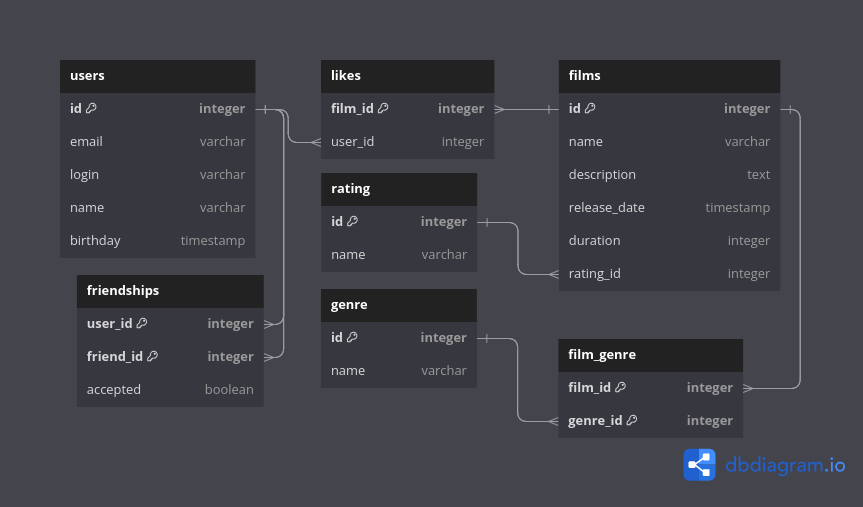 users
id integer
email varchar
login varchar
name varchar
birthday timestamp
friendships
user_id integer
friend_id integer
accepted boolean
likes
film_id integer
user_id integer
rating
id integer
name varchar
genre
id integer
name varchar
films
id integer
name varchar
description text
release_date timestamp
duration integer
rating_id integer
film_genre
film_id integer
genre_id integer
dbdiagram.io